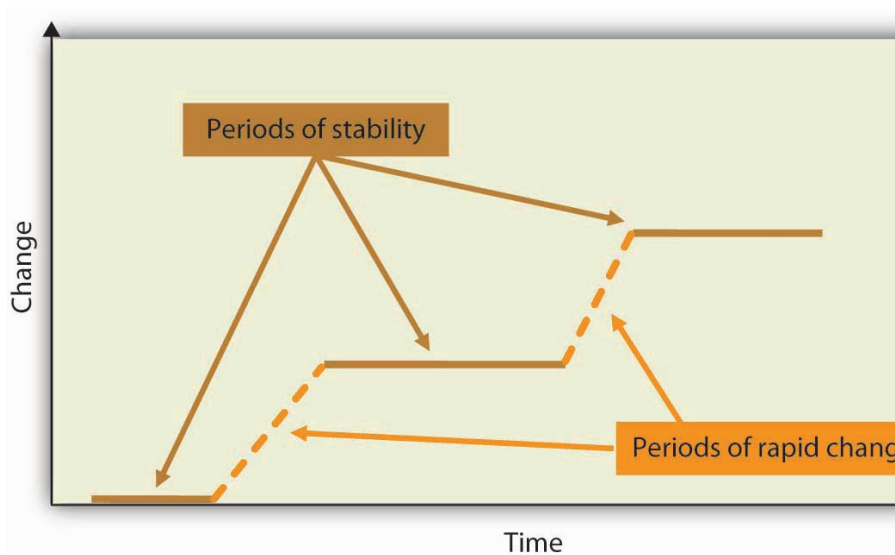 Periods of stability
Change
Periods of rapid chang
Time